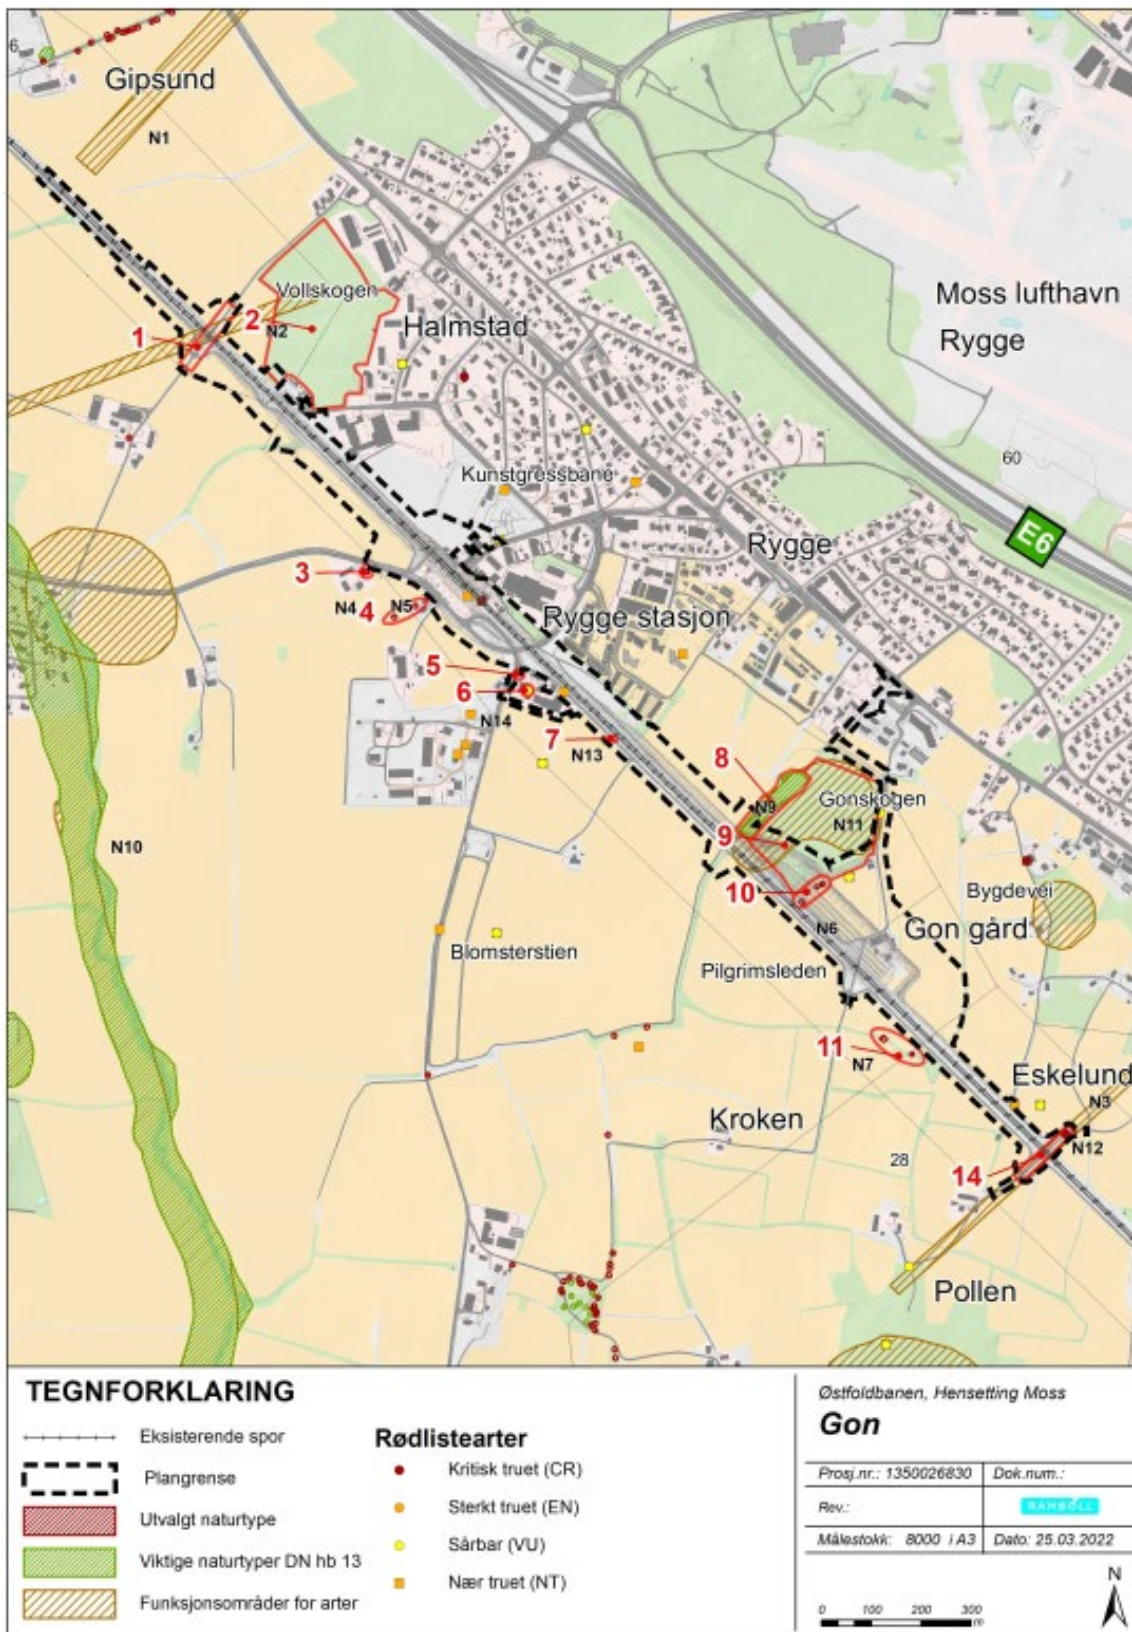 6
Gipsund
N1
Vollskogen
2
N2
1
Halmstad
Moss lufthavn
Rygge
60
Kunstgressbane
E6
Rygge
3
N4
N5
4
Rygge stasjon
5
6
N14
7
N13
8
N9
Gonskogen
N11
9
N10
10
Bygdevei
N6
Gon gård
Blomsterstien
Pilgrimsleden
11
N7
Eskelund
N3
Kroken
N12
28
14
Pollen
TEGNFORKLARING
Eksisterende spor
Plangrense
Utvalgt naturtype
Viktige naturtyper DN hb 13
Funksjonsområder for arter
Rødlistearter
Kritisk truet (CR)
Sterkt truet (EN)
Sårbar (VU)
Nær truet (NT)
Østfoldbanen, Hensetting Moss
Gon
Prosj.nr.: 1350026830 Dok.num.:
Rev.: RAMBOLL
Målestokk: 8000 i A3 Dato: 25.03.2022
N
0 100 200 300
m